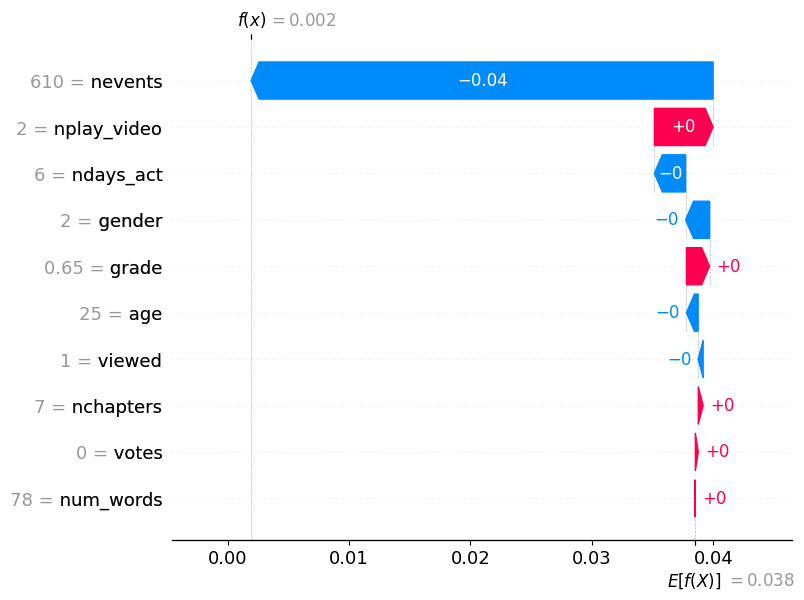 f(x) = 0.002
610 = nevents
−0.04
2 = nplay_video
+0
6 = ndays_act
−0
2 = gender
−0
0.65 = grade
+0
25 = age
−0
1 = viewed
−0
7 = nchapters
+0
0 = votes
+0
78 = num_words
+0
0.00 0.01 0.02 0.03 0.04
E[f(X)] = 0.038